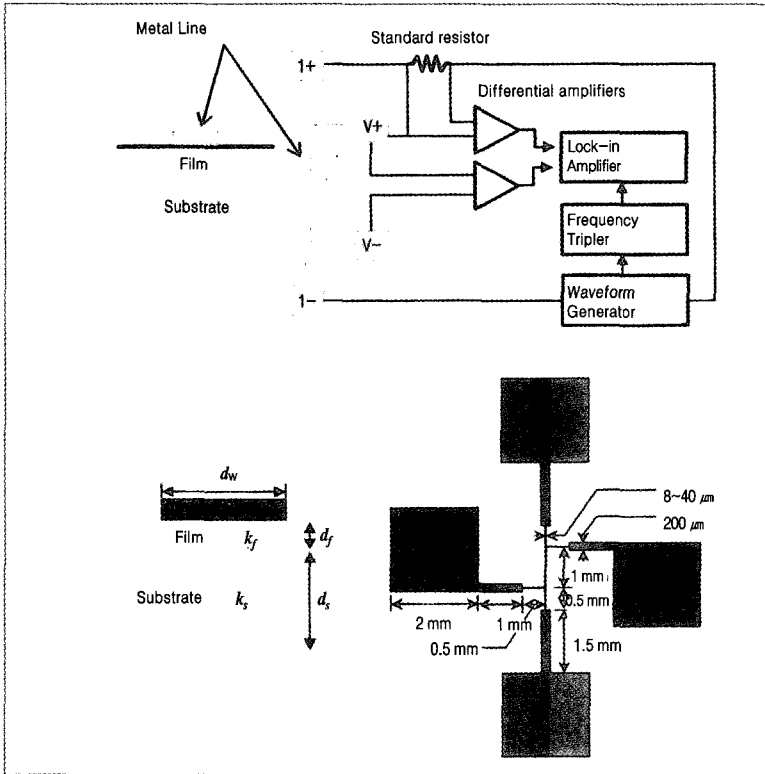 Metal Line
Standard resistor
1+
Differential amplifiers
V+
Lock-in
Amplifier
Film
Substrate
Frequency
Tripler
V-
1-
Waveform
Generator
dw
8~40 µm
Film kf df
200 µm
1 mm
Substrate ks ds
0.5 mm
2 mm
1 mm
0.5 mm
1.5 mm